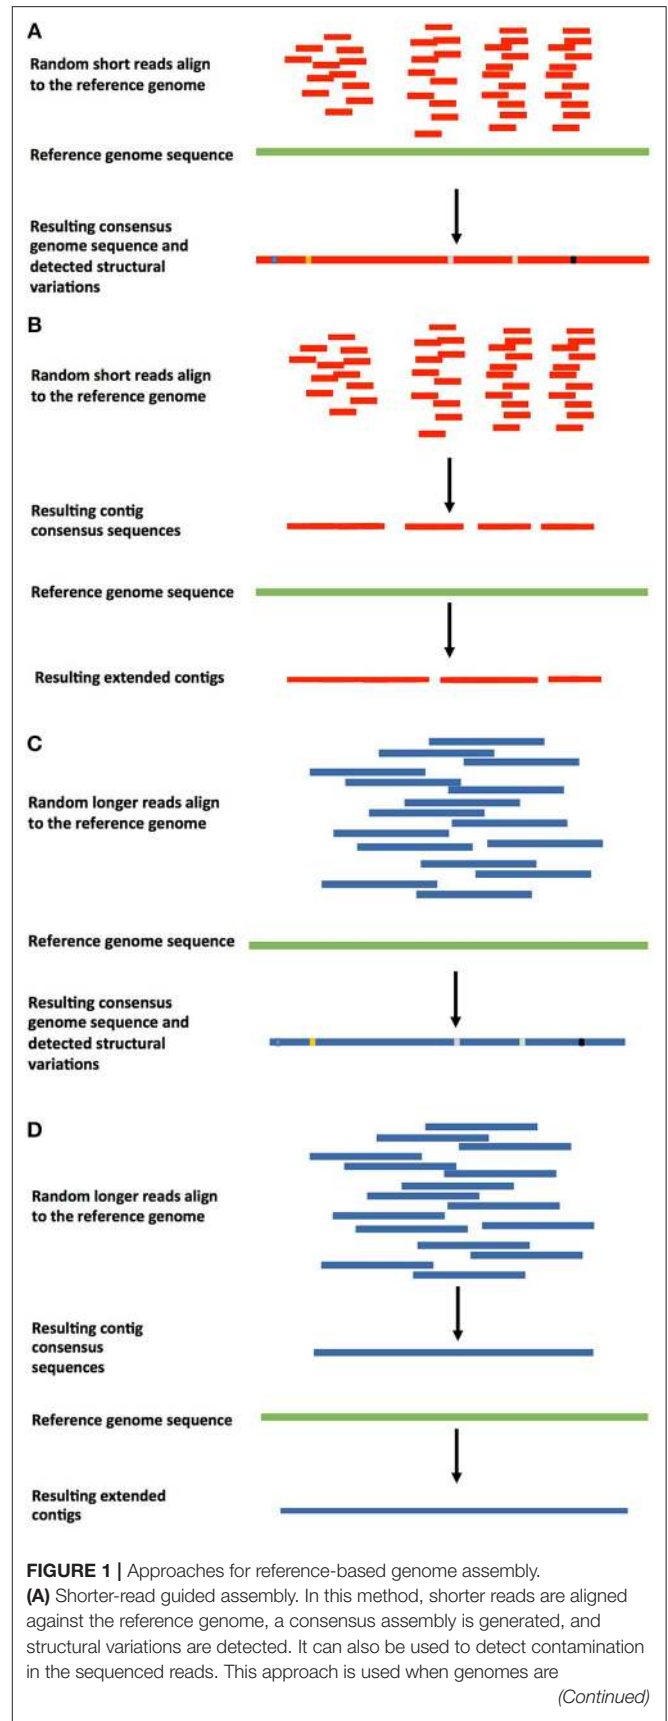 A
Random short reads align
to the reference genome
Reference genome sequence
Resulting consensus
genome sequence and
detected structural
variations
B
Random short reads align
to the reference genome
Resulting contig
consensus sequences
Reference genome sequence
Resulting extended contigs
C
Random longer reads align
to the reference genome
Reference genome sequence
Resulting consensus
genome sequence and
detected structural
variations
D
Random longer reads align
to the reference genome
Resulting contig
consensus
sequences
Reference genome sequence
Resulting extended
contigs
FIGURE 1 | Approaches for reference-based genome assembly.
(A) Shorter-read guided assembly. In this method, shorter reads are aligned
against the reference genome, a consensus assembly is generated, and
structural variations are detected. It can also be used to detect contamination
in the sequenced reads. This approach is used when genomes are
(Continued)